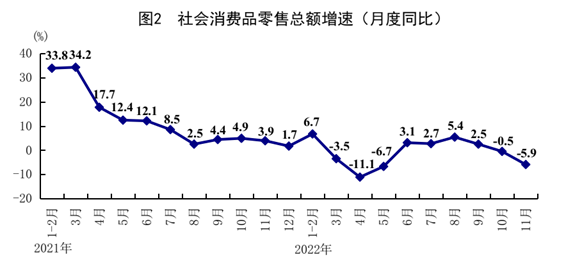 图2 社会消费品零售总额增速（月度同比）
(%)
40
30
20
10
0
-10
-20
33.8
34.2
17.7
12.4
12.1
8.5
2.5
4.4
4.9
3.9
1.7
6.7
-3.5
-11.1
-6.7
3.1
2.7
5.4
2.5
-0.5
-5.9
1-2月
3月
4月
5月
6月
7月
8月
9月
10月
11月
12月
1-2月
3月
4月
5月
6月
7月
8月
9月
10月
11月
2021年
2022年